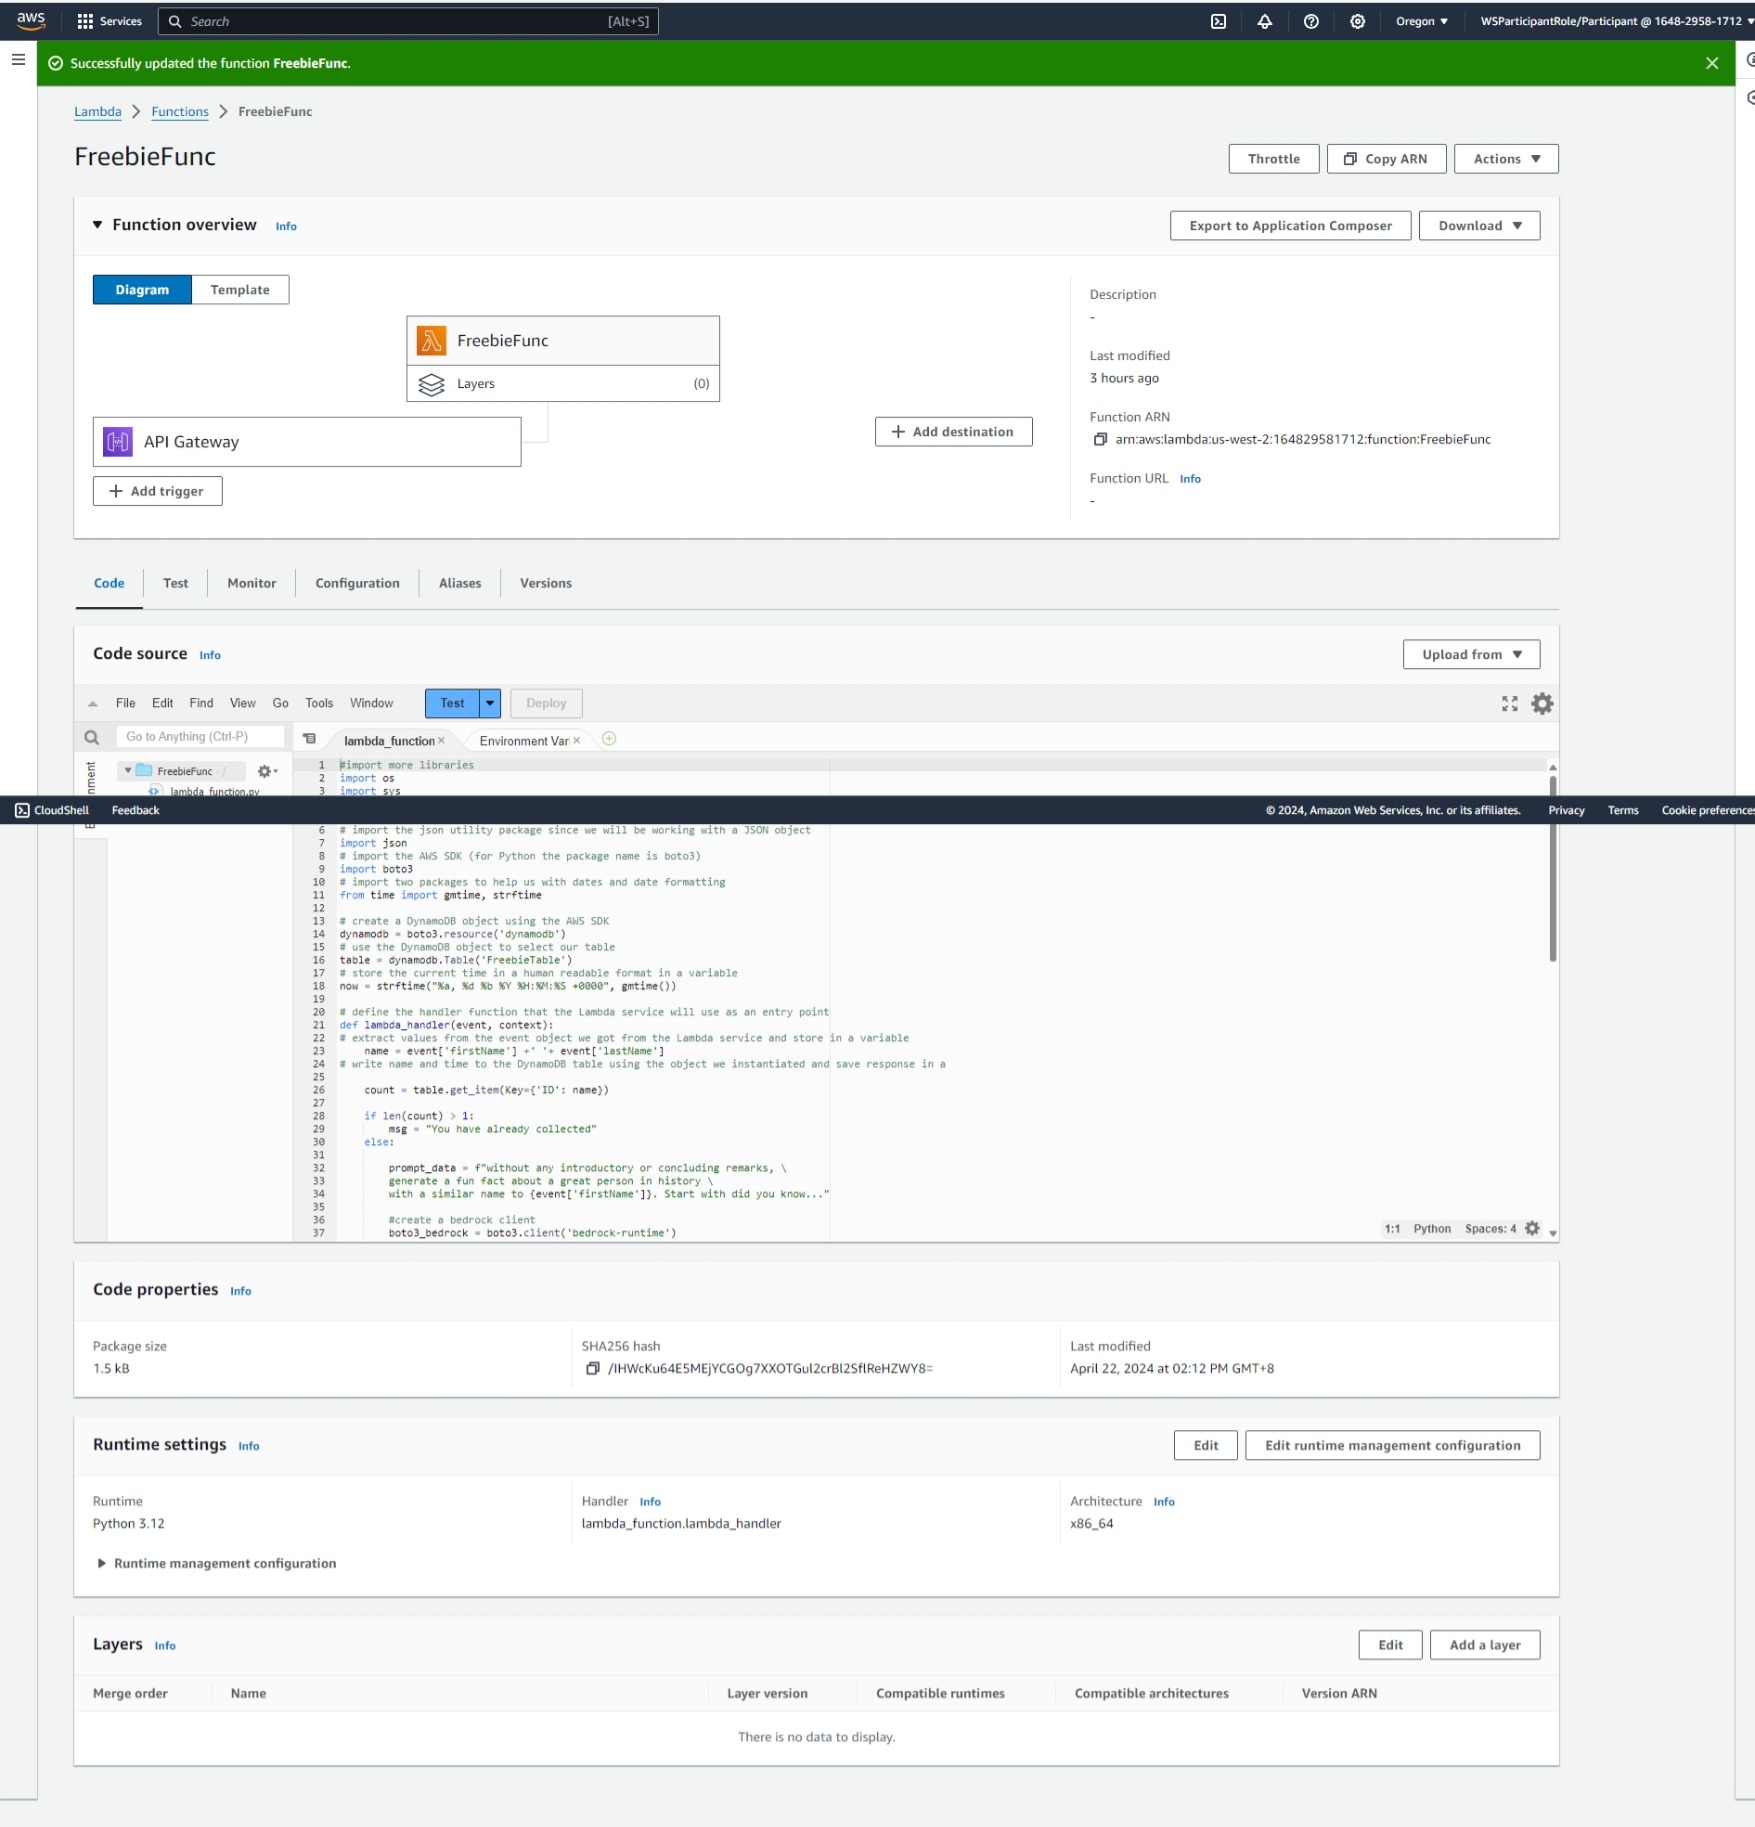 aws
Services
Search
[Alt+S]
Oregon
WSParticipantRole/Participant @ 1648-2958-1712
Successfully updated the function FreebieFunc.
Lambda
Functions
FreebieFunc
FreebieFunc
Throttle
Copy ARN
Actions
Function overview Info
Export to Application Composer
Download
Diagram
Template
FreebieFunc
Layers (0)
API Gateway
Add trigger
Add destination
Description
-
Last modified
3 hours ago
Function ARN
arn:aws:lambda:us-west-2:164829581712:function:FreebieFunc
Function URL Info
-
Code
Test
Monitor
Configuration
Aliases
Versions
Code source Info
Upload from
File Edit Find View Go Tools Window
Test
Deploy
Go to Anything (Ctrl-P)
lambda_function
Environment Var
FreebieFunc - /
lambda_function.py
1 #import more libraries
2 import os
3 import sys
CloudShell Feedback
© 2024, Amazon Web Services, Inc. or its affiliates. Privacy Terms Cookie preferences
6 # import the json utility package since we will be working with a JSON object
7 import json
8 # import the AWS SDK (for Python the package name is boto3)
9 import boto3
10 # import two packages to help us with dates and date formatting
11 from time import gmtime, strftime
12
13 # create a DynamoDB object using the AWS SDK
14 dynamodb = boto3.resource('dynamodb')
15 # use the DynamoDB object to select our table
16 table = dynamodb.Table('FreebieTable')
17 # store the current time in a human readable format in a variable
18 now = strftime("%a, %d %b %Y %H:%M:%S +0000", gmtime())
19
20 # define the handler function that the Lambda service will use as an entry point
21 def lambda_handler(event, context):
22 # extract values from the event object we got from the Lambda service and store in a variable
23 name = event['firstName'] +' '+ event['lastName']
24 # write name and time to the DynamoDB table using the object we instantiated and save response in a
25
26 count = table.get_item(Key={'ID': name})
27
28 if len(count) > 1:
29 msg = "You have already collected"
30 else:
31
32 prompt_data = f"without any introductory or concluding remarks, \
33 generate a fun fact about a great person in history \
34 with a similar name to {event['firstName']}. Start with did you know..."
35
36 #create a bedrock client
37 boto3_bedrock = boto3.client('bedrock-runtime')
1:1 Python Spaces: 4
Code properties Info
Package size
1.5 kB
SHA256 hash
/IHWcKu64E5MEjYCGOg7XXOTGul2crBl2SflReHZWY8=
Last modified
April 22, 2024 at 02:12 PM GMT+8
Runtime settings Info
Edit
Edit runtime management configuration
Runtime
Python 3.12
Handler Info
lambda_function.lambda_handler
Architecture Info
x86_64
Runtime management configuration
Layers Info
Edit
Add a layer
Merge order
Name
Layer version
Compatible runtimes
Compatible architectures
Version ARN
There is no data to display.